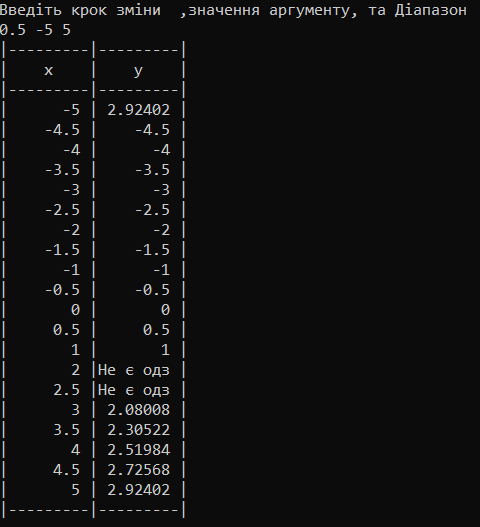 Введіть крок зміни  ,значення аргументу, та Діапазон
0.5 -5 5
|---------|---------|
|    x    |    y    |
|---------|---------|
|      -5 | 2.92402 |
|    -4.5 |    -4.5 |
|      -4 |      -4 |
|    -3.5 |    -3.5 |
|      -3 |      -3 |
|    -2.5 |    -2.5 |
|      -2 |      -2 |
|    -1.5 |    -1.5 |
|      -1 |      -1 |
|    -0.5 |    -0.5 |
|       0 |       0 |
|     0.5 |     0.5 |
|       1 |       1 |
|       2 |Не є одз |
|     2.5 |Не є одз |
|       3 | 2.08008 |
|     3.5 | 2.30522 |
|       4 | 2.51984 |
|     4.5 | 2.72568 |
|       5 | 2.92402 |
|---------|---------|